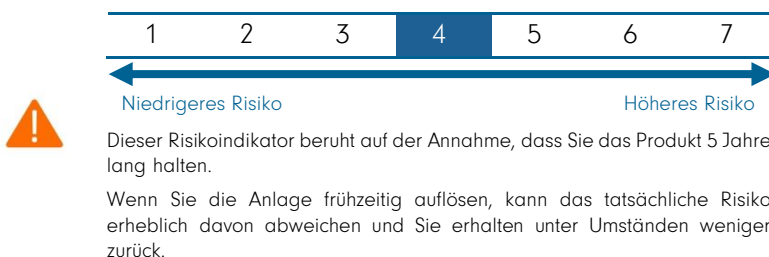 1 2 3 4 5 6 7
Niedrigeres Risiko Höheres Risiko
Dieser Risikoindikator beruht auf der Annahme, dass Sie das Produkt 5 Jahre
lang halten.
Wenn Sie die Anlage frühzeitig auflösen, kann das tatsächliche Risiko
erheblich davon abweichen und Sie erhalten unter Umständen weniger
zurück.